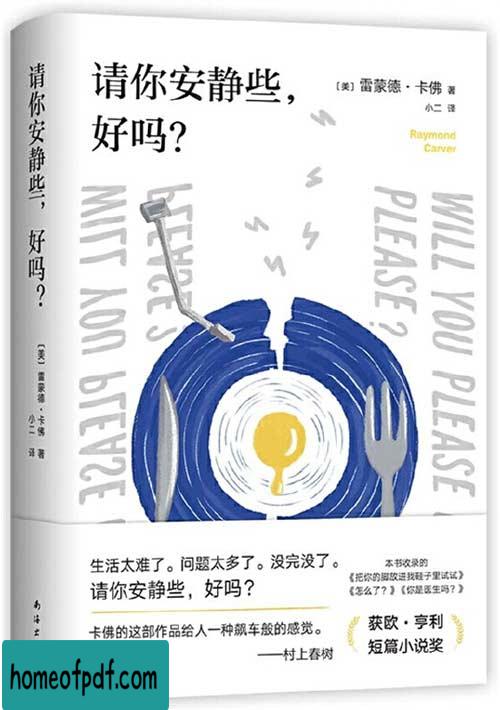 请你安静些,
好吗?
[美] 雷蒙德·卡佛 著
小二 译
Raymond
Carver
PLEASE?
WILL YOU PLEASE
WILL YOU PLEASE
PLEASE?
请你安静些,好吗?
[美] 雷蒙德·卡佛 著
小二 译
生活太难了。问题太多了。没完没了。
请你安静些,好吗?
卡佛的这部作品给人一种飙车般的感觉。
——村上春树
本书收录的
《把你的脚放进我鞋子里试试》
《怎么了?》《你是医生吗?》
获欧·亨利
短篇小说奖
南海出
homeofpdf.com